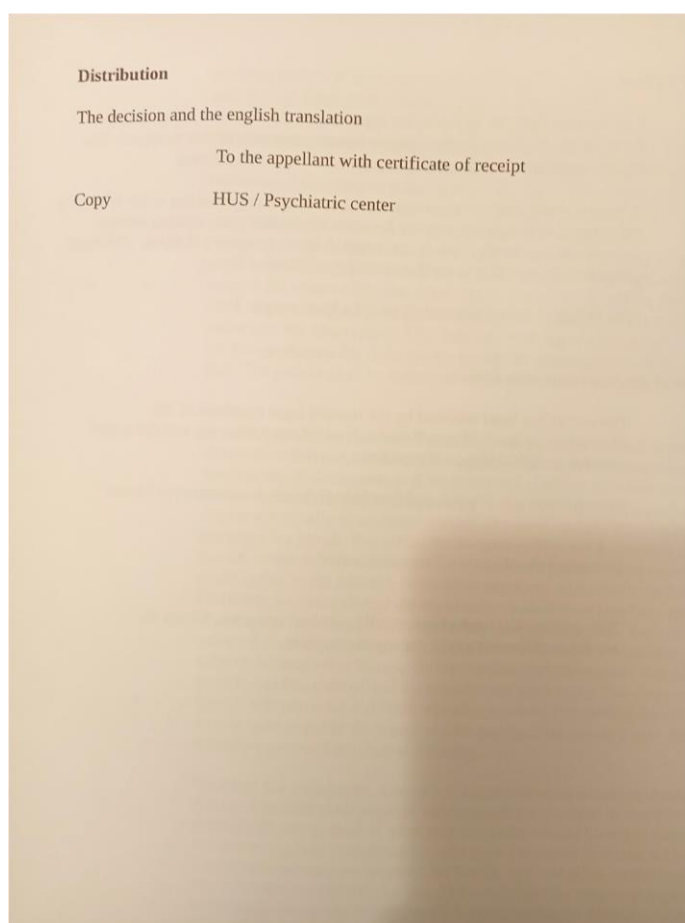 Distribution
The decision and the english translation
To the appellant with certificate of receipt
Copy HUS / Psychiatric center